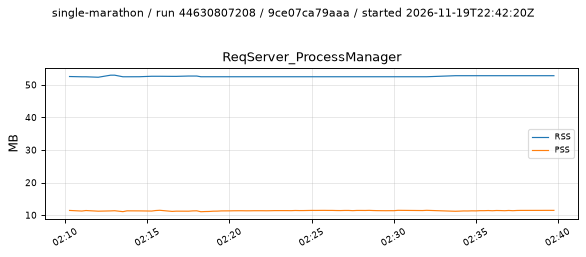 single-marathon / run 44630807208 / 9ce07ca79aaa / started 2026-11-19T22:42:20Z
ReqServer_ProcessManager
MB
50
40
30
20
10
RSS
PSS
02:10
02:15
02:20
02:25
02:30
02:35
02:40